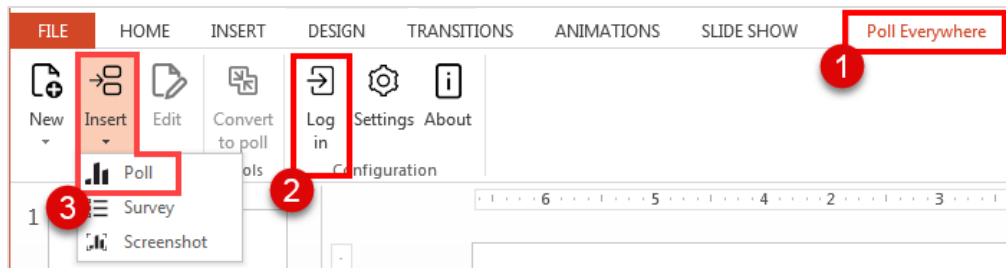 FILE HOME INSERT DESIGN TRANSITIONS ANIMATIONS SLIDE SHOW Poll Everywhere
1
New Insert Edit Convert to poll Log in Settings About
ols Configuration
2
Poll
3
Survey
Screenshot
1
6 5 4 2 3